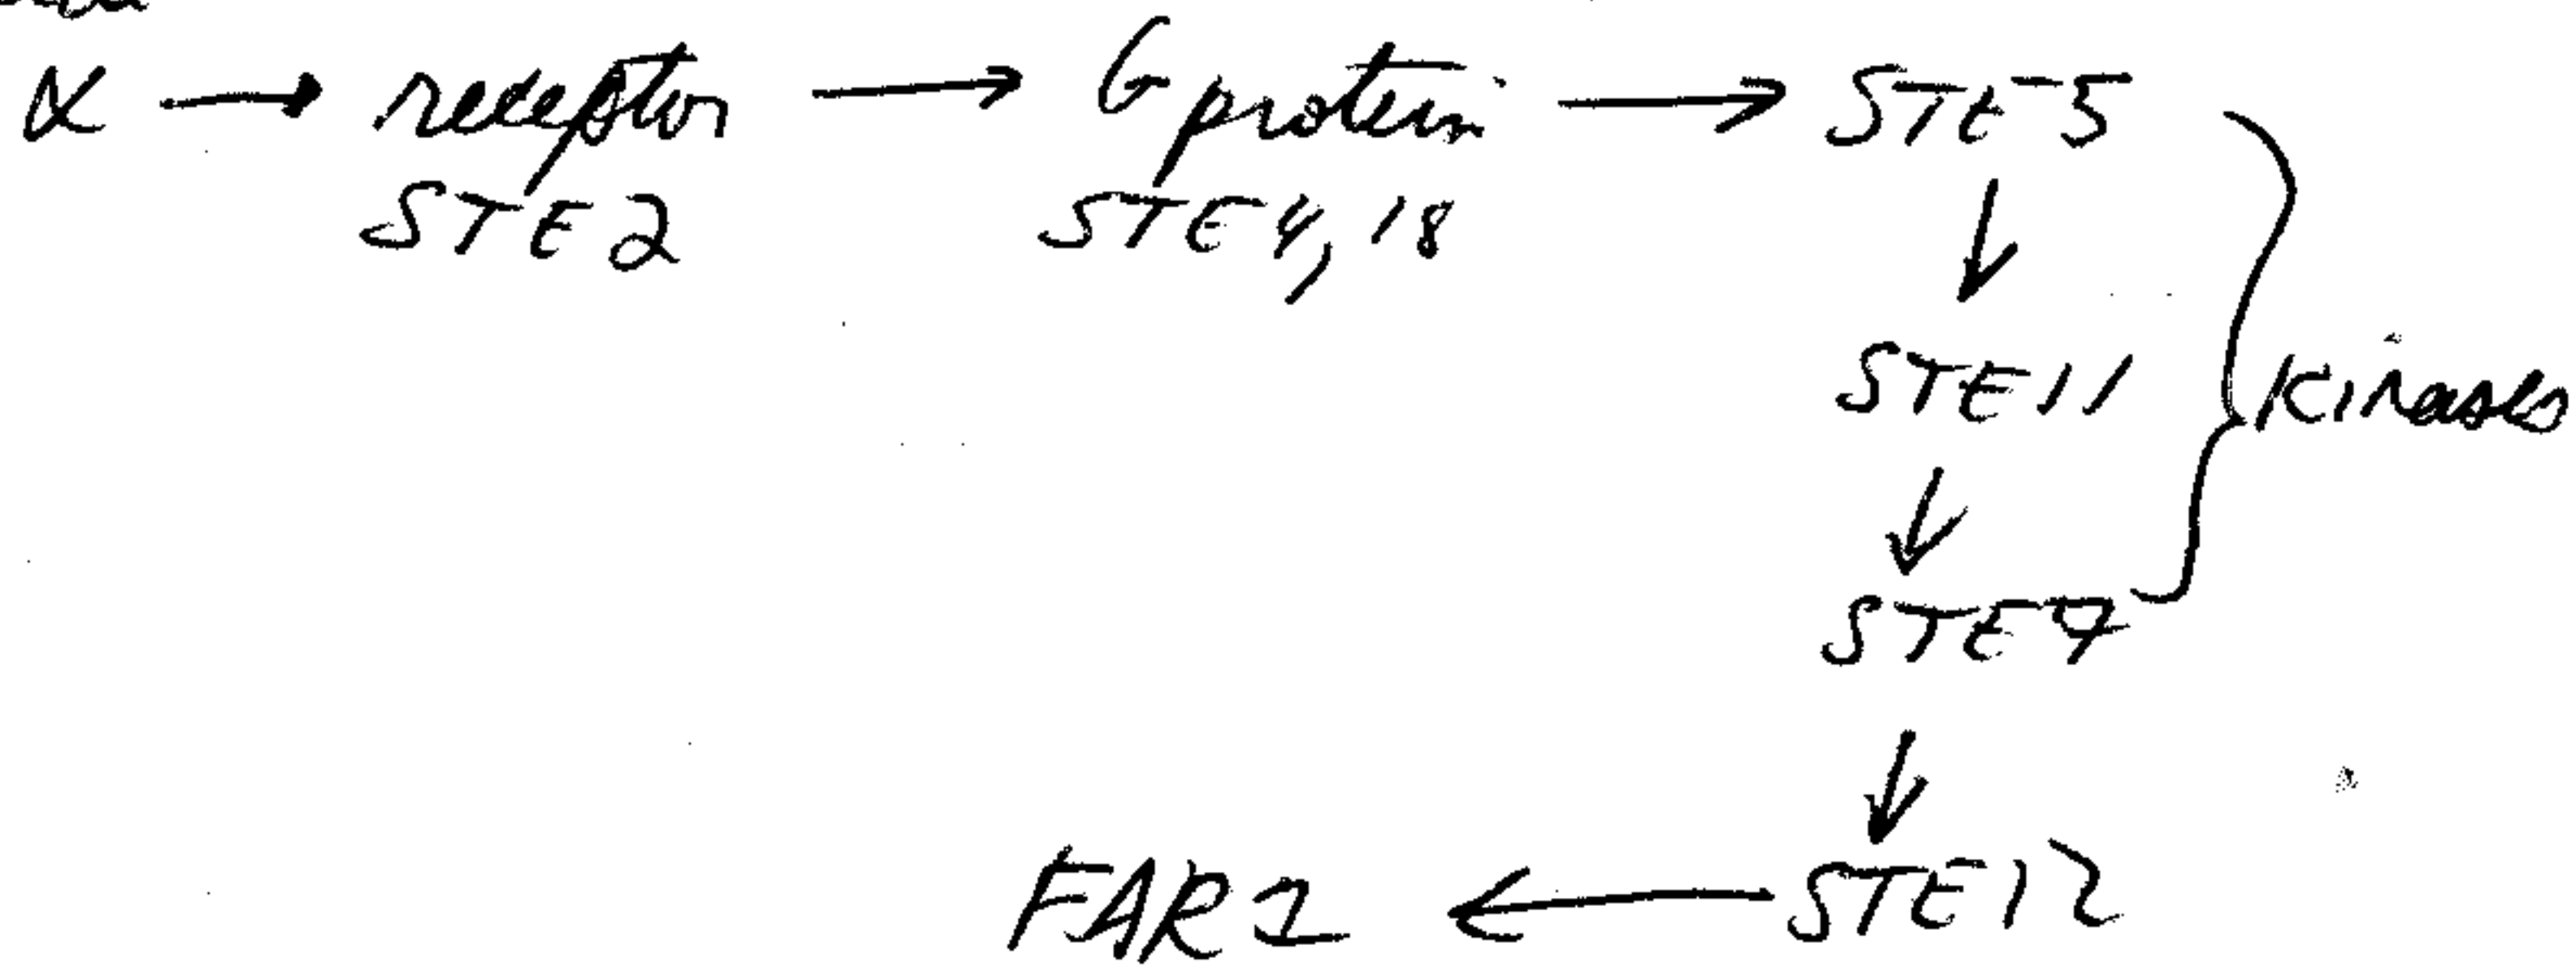 α → receptor → G protein → STE5
STE2 STE4,18
↓
STE11
Kinases
↓
STE7
↓
FAR1 ← STE12